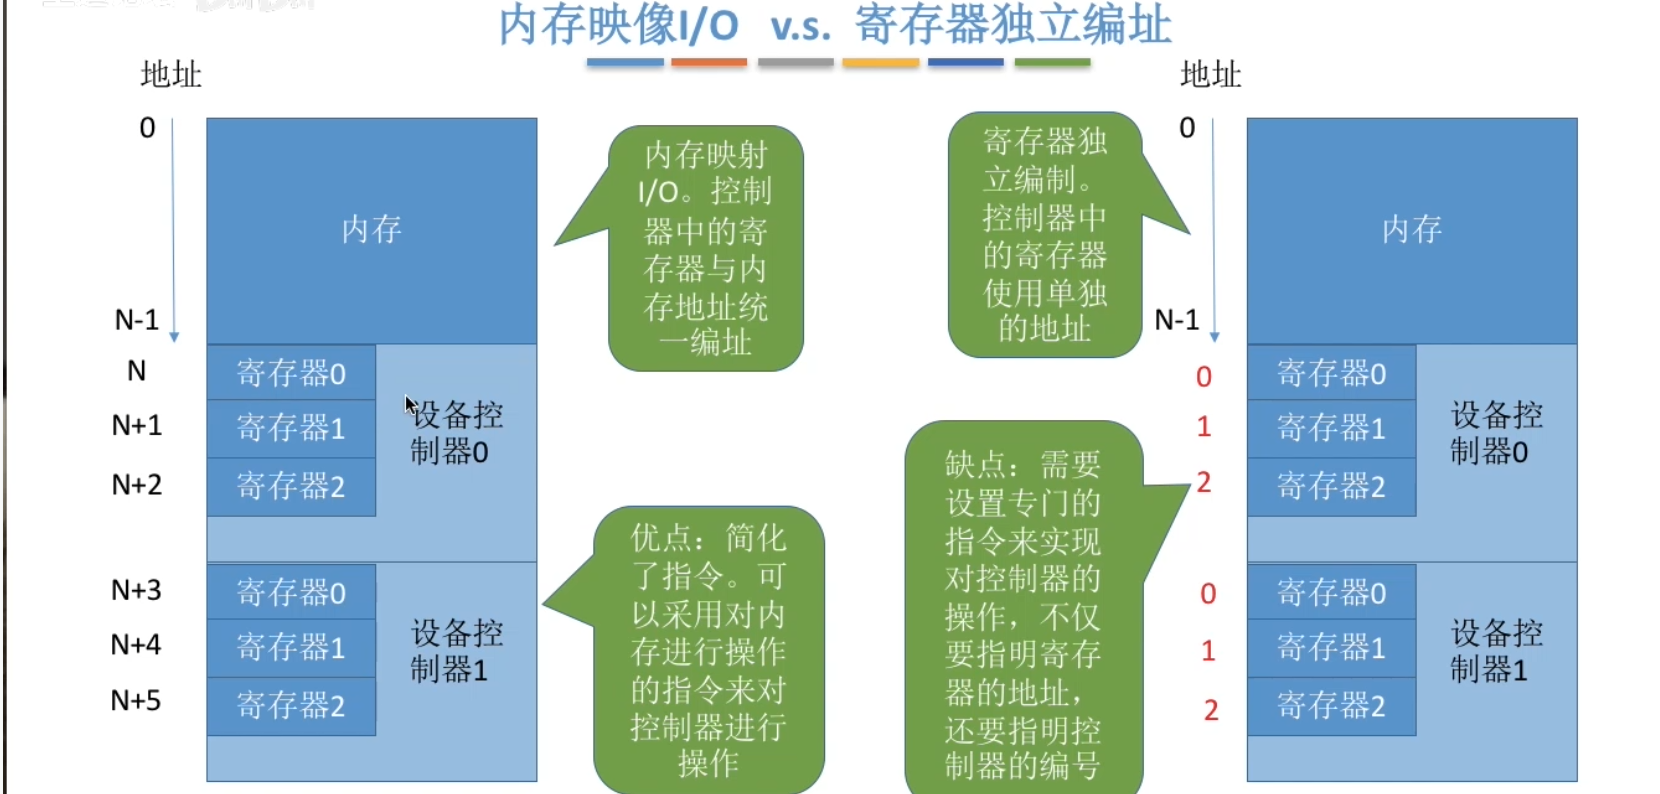 内存映像I/O v.s. 寄存器独立编址
地址
0
N-1
N
N+1
N+2
N+3
N+4
N+5
内存
寄存器0
寄存器1
寄存器2
设备控
制器0
寄存器0
寄存器1
寄存器2
设备控
制器1
内存映射
I/O。控制
器中的寄
存器与内
存地址统
一编址
优点：简化
了指令。可
以采用对内
存进行操作
的指令来对
控制器进行
操作
寄存器独
立编制。
控制器中
的寄存器
使用单独
的地址
缺点：需要
设置专门的
指令来实现
对控制器的
操作，不仅
要指明寄存
器的地址，
还要指明控
制器的编号
地址
0
N-1
0
1
2
0
1
2
内存
寄存器0
寄存器1
寄存器2
设备控
制器0
寄存器0
寄存器1
寄存器2
设备控
制器1